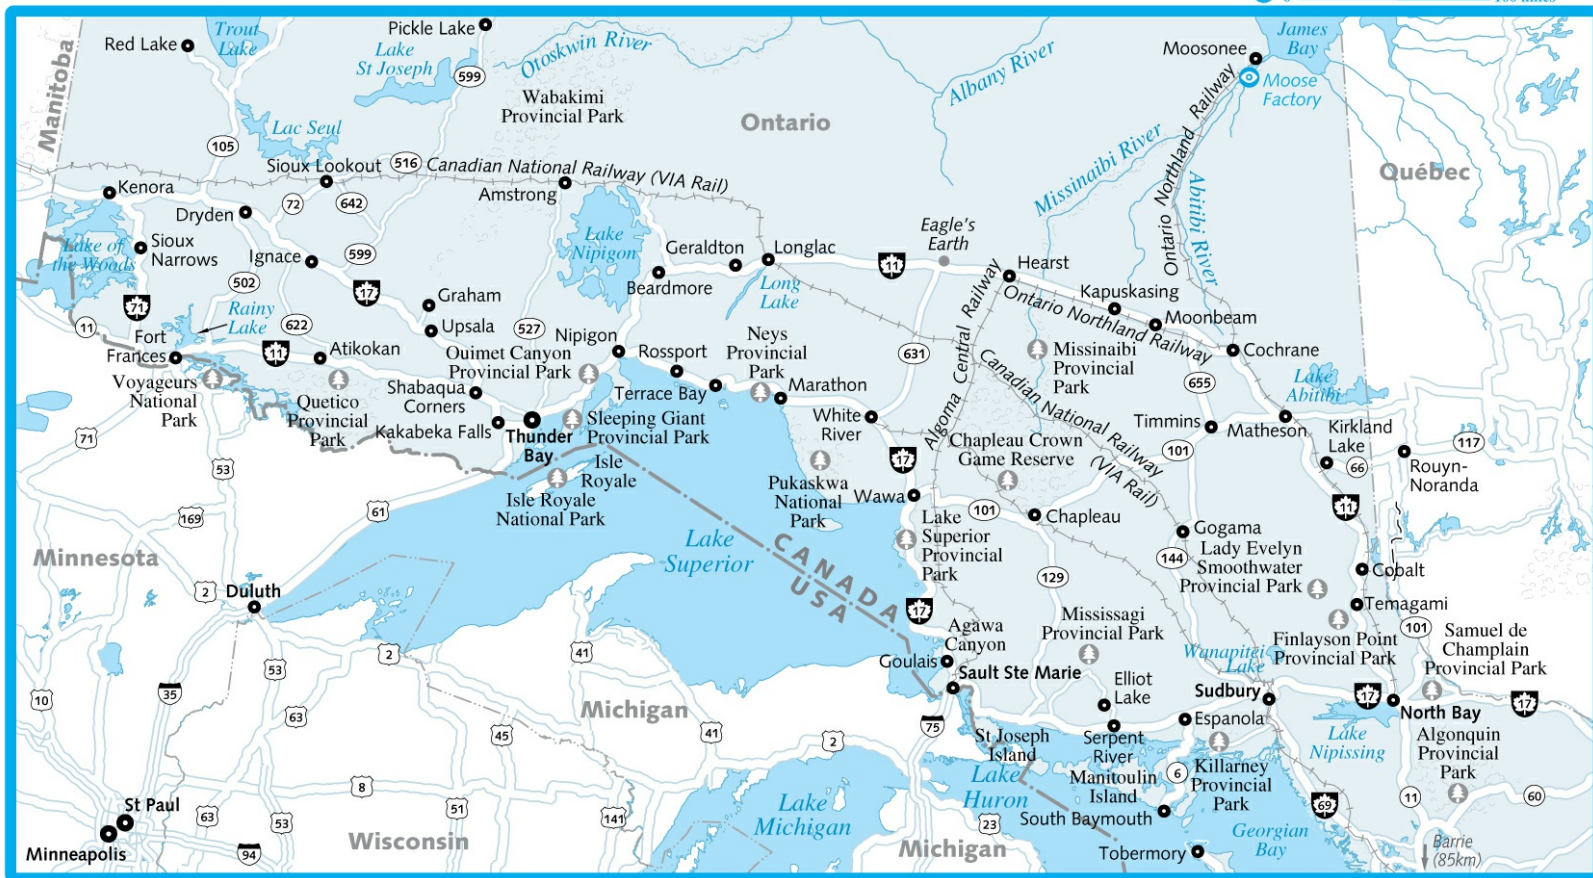 100 miles
Trout
Lake
Pickle Lake
Red Lake
Lake
St Joseph
Otoskwin River
Albany River
Moosonee
James
Bay
Moose
Factory
599
Manitoba
Wabakimi
Provincial Park
Ontario
Québec
Lac Seul
105
Sioux Lookout
516
Canadian National Railway (VIA Rail)
Missinaibi River
Ontario Northland Railway
Abitibi River
Kenora
Amstrong
72
642
Dryden
Lake of
the Woods
Sioux
Narrows
Ignace
599
Lake
Nipigon
Geraldton
Longlac
Eagle's
Earth
11
Hearst
502
17
Beardmore
Long
Lake
Kapuskasing
Ontario Northland Railway
Moonbeam
71
Rainy
Lake
Graham
11
622
Upsala
527
Nipigon
Fort
Frances
11
Atikokan
Ouimet Canyon
Provincial Park
Rossport
Neys
Provincial
Park
631
Algoma Central Railway
Canadian National Railway
(VIA Rail)
Missinaibi
Provincial
Park
Cochrane
655
Lake
Abitibi
Voyageurs
National
Park
Quetico
Provincial
Park
Shabaqua
Corners
Terrace Bay
Marathon
Kakabeka Falls
Thunder
Bay
Sleeping Giant
Provincial Park
White
River
Timmins
Matheson
Kirkland
Lake
117
71
Chapleau Crown
Game Reserve
101
66
Rouyn-
Noranda
53
Isle
Royale
Isle Royale
National Park
17
Pukaskwa
National
Park
Wawa
101
Chapleau
11
61
169
Gogama
Minnesota
Lake
Superior
CANADA
USA
Lake
Superior
Provincial
Park
144
Lady Evelyn
Smoothwater
Provincial Park
Cobalt
2
Duluth
129
17
Mississagi
Provincial Park
Temagami
101
Finlayson Point
Provincial Park
Samuel de
Champlain
Provincial Park
Agawa
Canyon
Goulais
Sault Ste Marie
Wanapitei
Lake
2
41
53
35
10
63
Michigan
Elliot
Lake
Sudbury
17
North Bay
17
45
41
2
75
St Joseph
Island
Serpent
River
Espanola
Lake
Nipissing
Algonquin
Provincial
Park
Lake
Huron
Manitoulin
Island
6
Killarney
Provincial
Park
8
St Paul
63
53
51
141
Lake
Michigan
South Baymouth
69
11
60
23
Georgian
Bay
Minneapolis
94
Wisconsin
Michigan
Tobermory
Barrie
(85km)